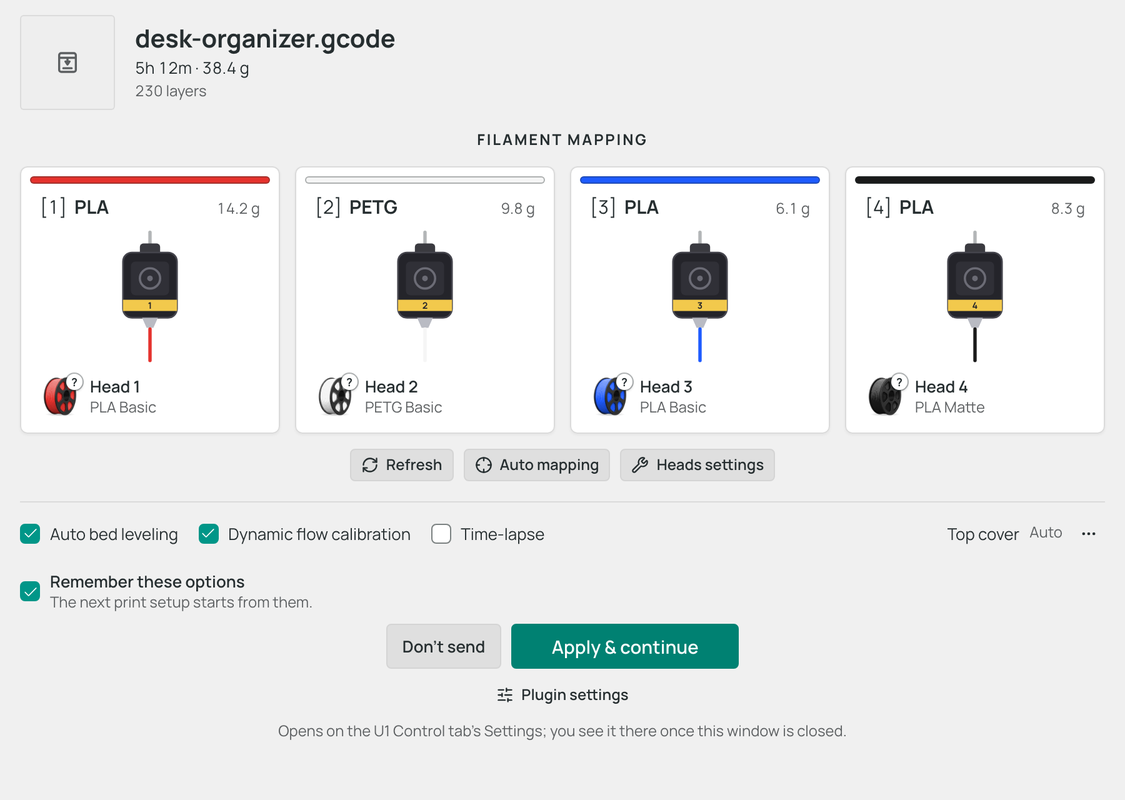 desk-organizer.gcode
5h 12m · 38.4 g
230 layers
FILAMENT MAPPING
[1] PLA 14.2 g
1
? Head 1
PLA Basic
[2] PETG 9.8 g
2
? Head 2
PETG Basic
[3] PLA 6.1 g
3
? Head 3
PLA Basic
[4] PLA 8.3 g
4
? Head 4
PLA Matte
Refresh Auto mapping Heads settings
Auto bed leveling Dynamic flow calibration Time-lapse Top cover Auto ···
Remember these options
The next print setup starts from them.
Don't send Apply & continue
Plugin settings
Opens on the U1 Control tab's Settings; you see it there once this window is closed.